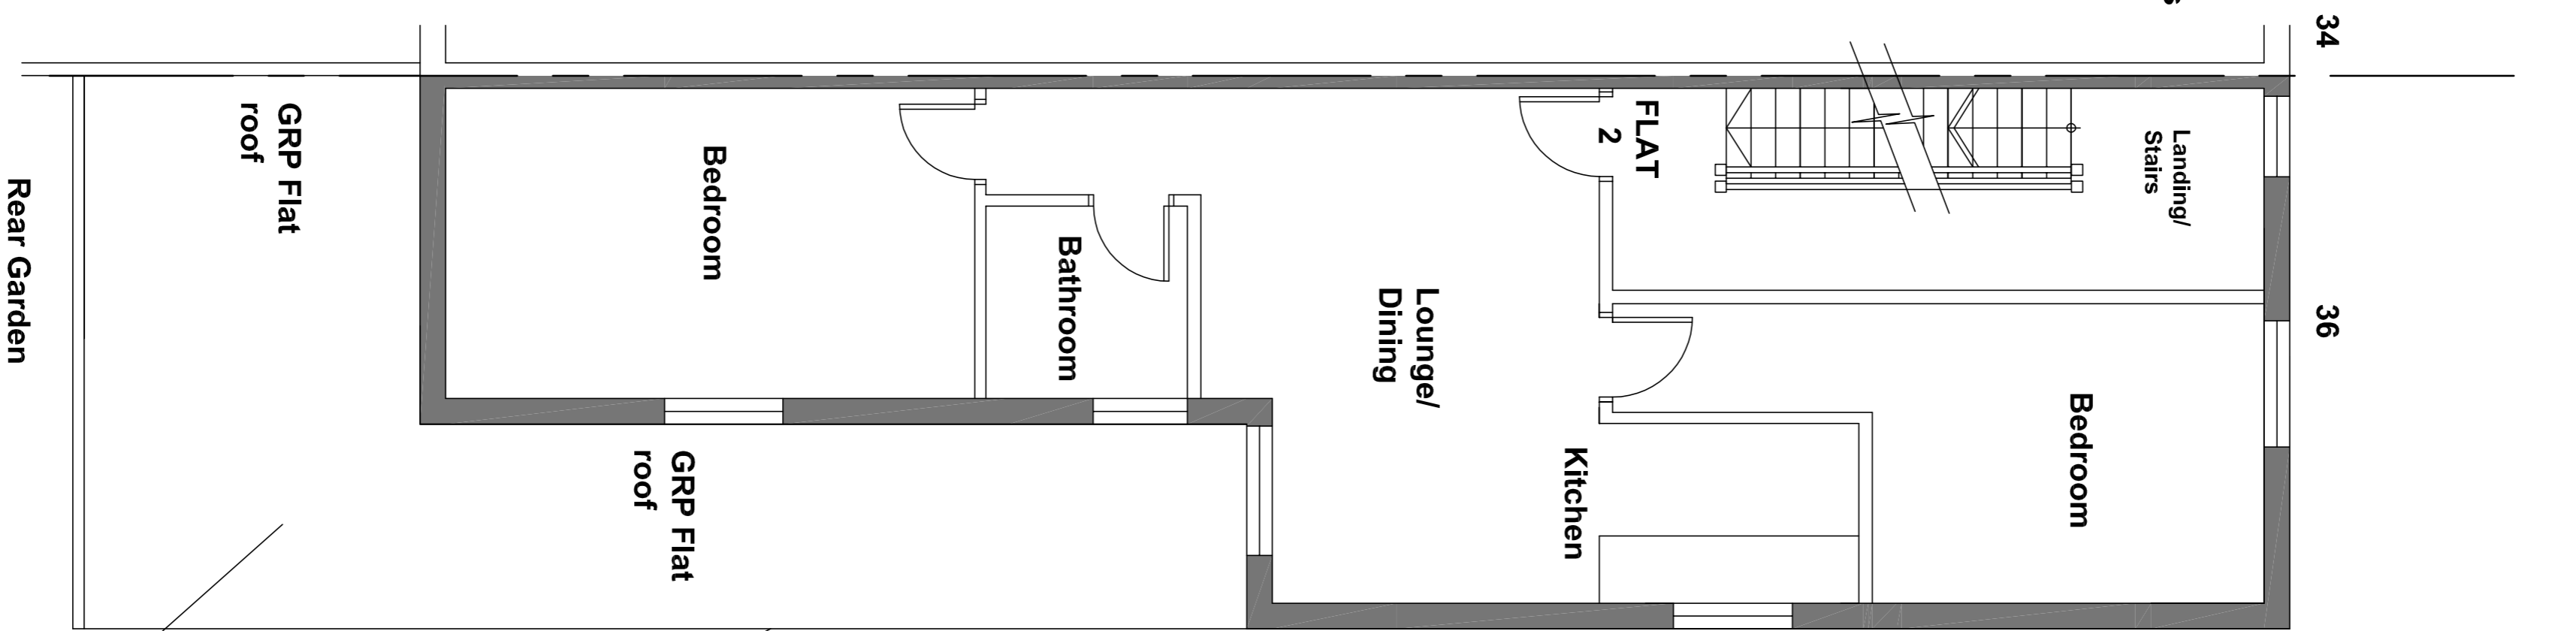 34
36
Landing/
Stairs
Bedroom
FLAT
2
Kitchen
Lounge/
Dining
Bathroom
Bedroom
GRP Flat
roof
GRP Flat
roof
Rear Garden